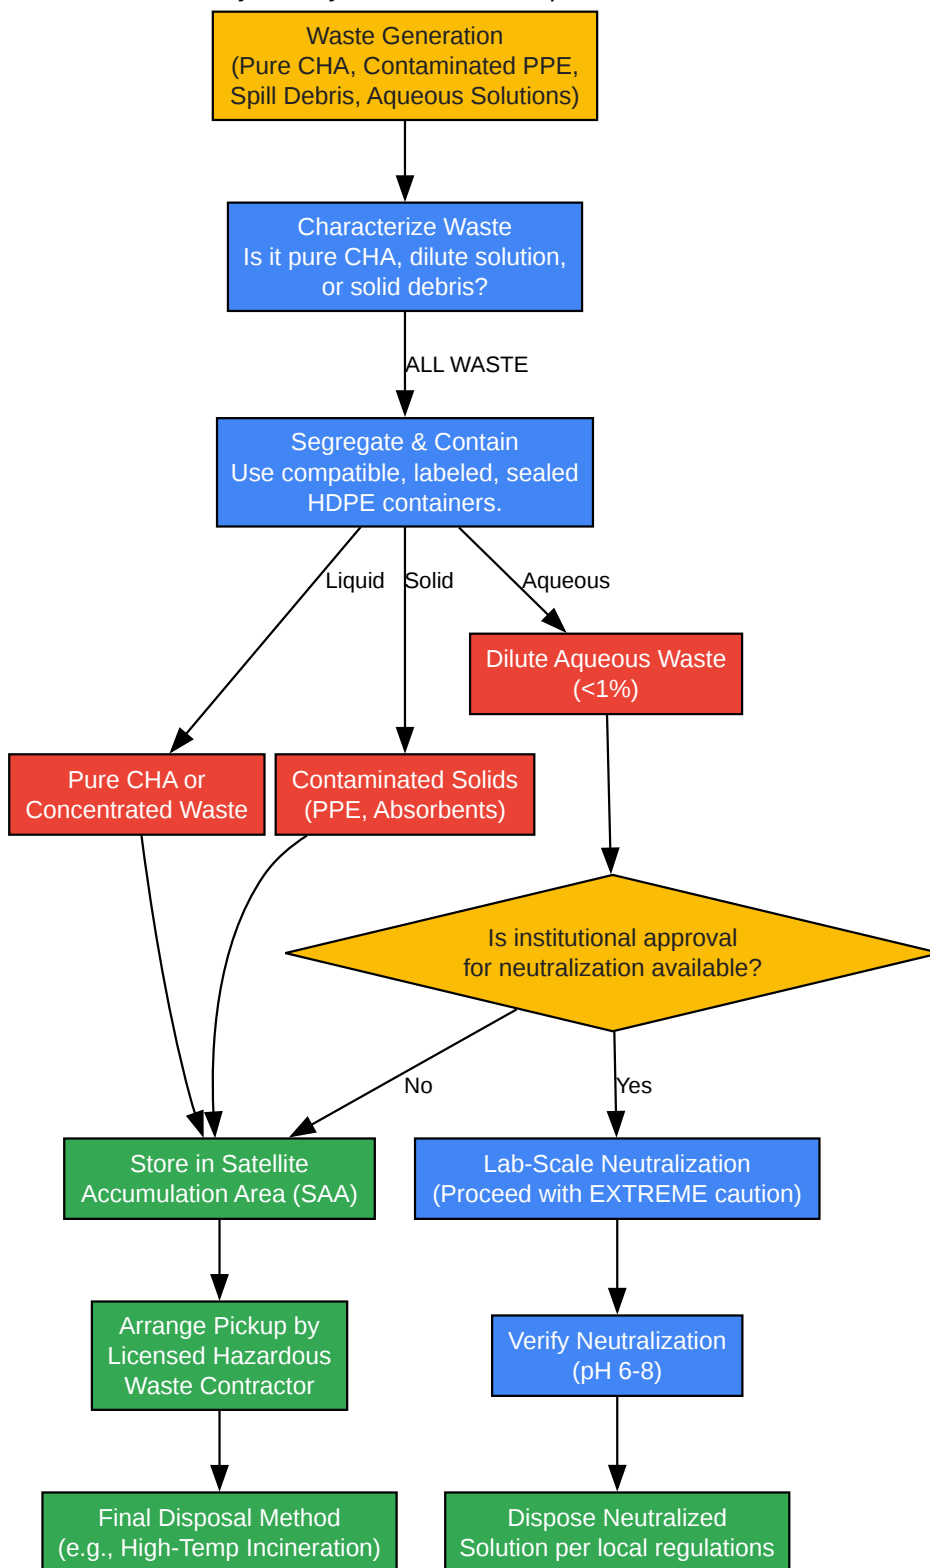 Waste Generation
(Pure CHA, Contaminated PPE,
Spill Debris, Aqueous Solutions)
Characterize Waste
Is it pure CHA, dilute solution,
or solid debris?
ALL WASTE
Segregate & Contain
Use compatible, labeled, sealed
HDPE containers.
Liquid
Solid
Aqueous
Dilute Aqueous Waste
(<1%)
Pure CHA or
Concentrated Waste
Contaminated Solids
(PPE, Absorbents)
Is institutional approval
for neutralization available?
No
Yes
Store in Satellite
Accumulation Area (SAA)
Lab-Scale Neutralization
(Proceed with EXTREME caution)
Arrange Pickup by
Licensed Hazardous
Waste Contractor
Verify Neutralization
(pH 6-8)
Final Disposal Method
(e.g., High-Temp Incineration)
Dispose Neutralized
Solution per local regulations